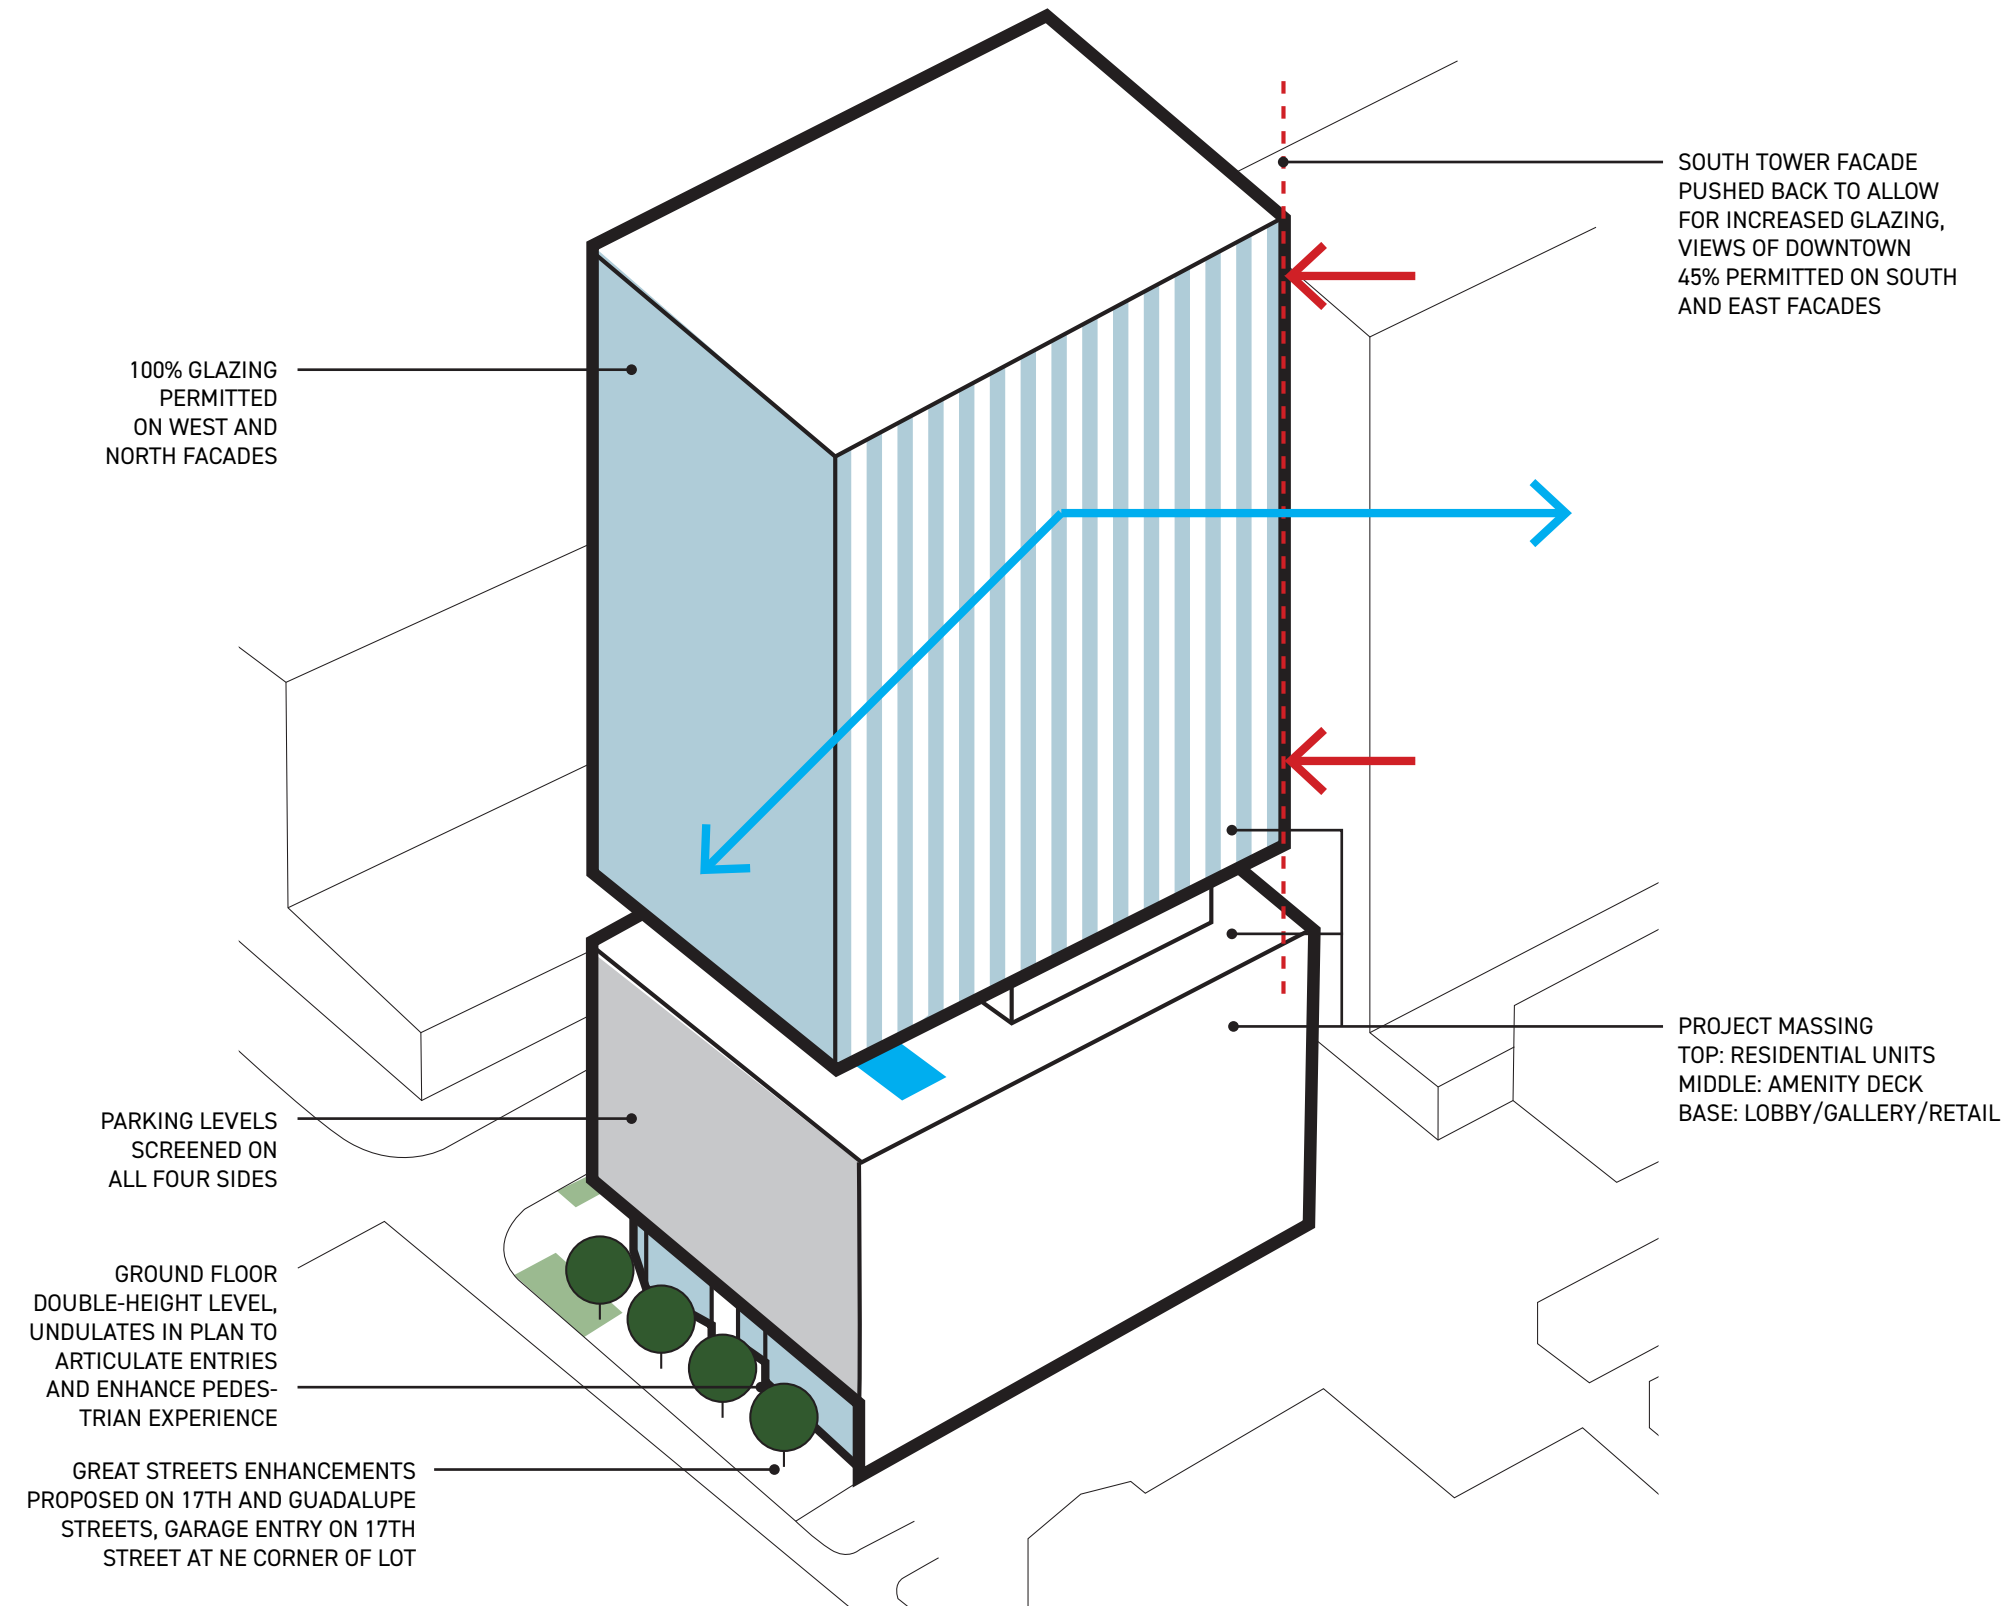 SOUTH TOWER FACADE
PUSHED BACK TO ALLOW
FOR INCREASED GLAZING,
VIEWS OF DOWNTOWN
45% PERMITTED ON SOUTH
AND EAST FACADES
100% GLAZING
PERMITTED
ON WEST AND
NORTH FACADES
PROJECT MASSING
TOP: RESIDENTIAL UNITS
MIDDLE: AMENITY DECK
BASE: LOBBY/GALLERY/RETAIL
PARKING LEVELS
SCREENED ON
ALL FOUR SIDES
GROUND FLOOR
DOUBLE-HEIGHT LEVEL,
UNDULATES IN PLAN TO
ARTICULATE ENTRIES
AND ENHANCE PEDES-
TRIAN EXPERIENCE
GREAT STREETS ENHANCEMENTS
PROPOSED ON 17TH AND GUADALUPE
STREETS, GARAGE ENTRY ON 17TH
STREET AT NE CORNER OF LOT